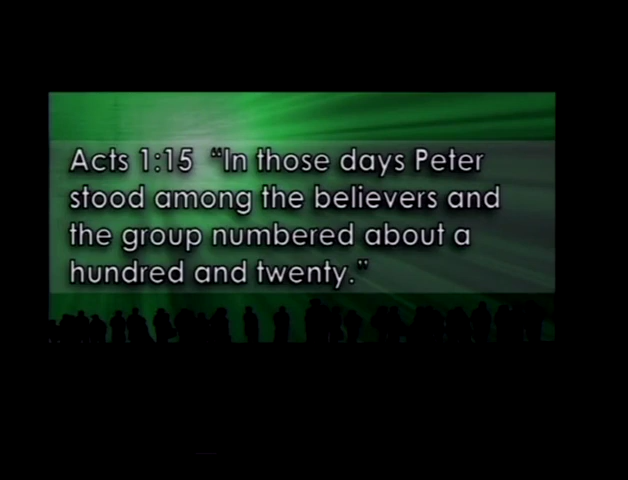 Acts 1:15 “In those days Peter
stood among the believers and
the group numbered about a
hundred and twenty.”